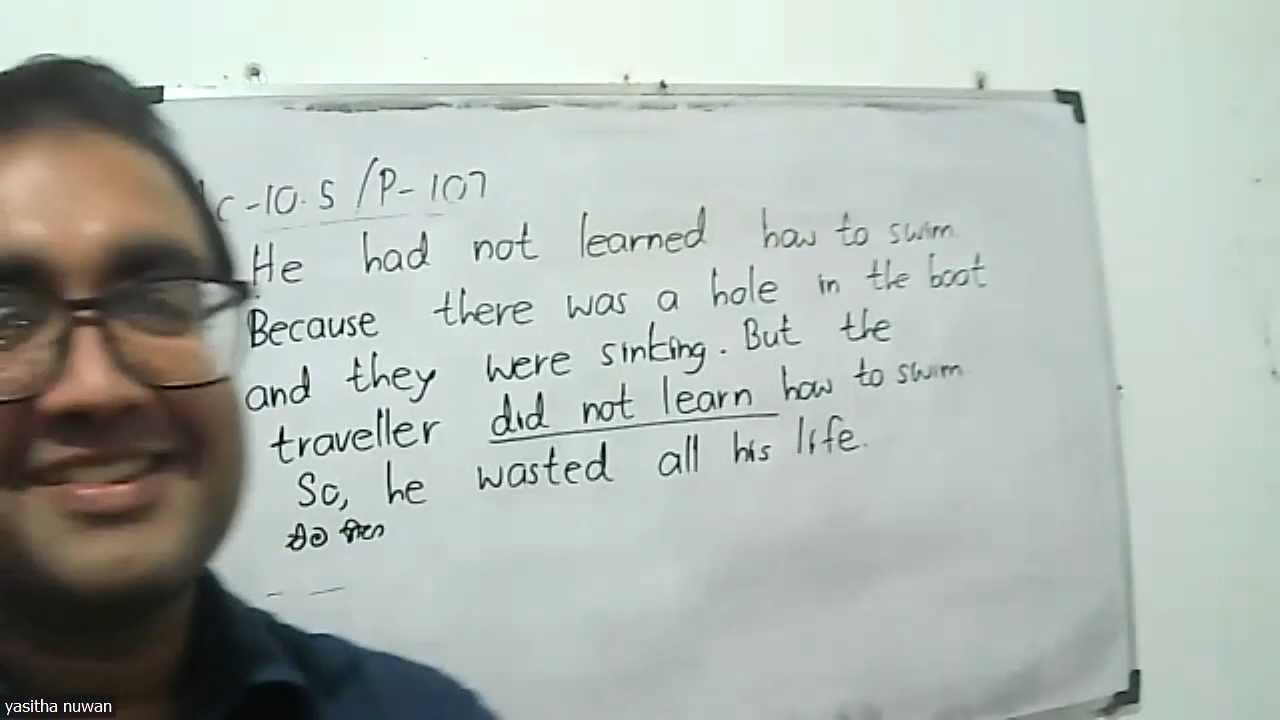 Ac-10.5 /P-107
He had not learned how to swim
Because there was a hole in the boat
and they were sinking. But the
traveller did not learn how to swim
So, he wasted all his life.
එම නිසා
yasitha nuwan